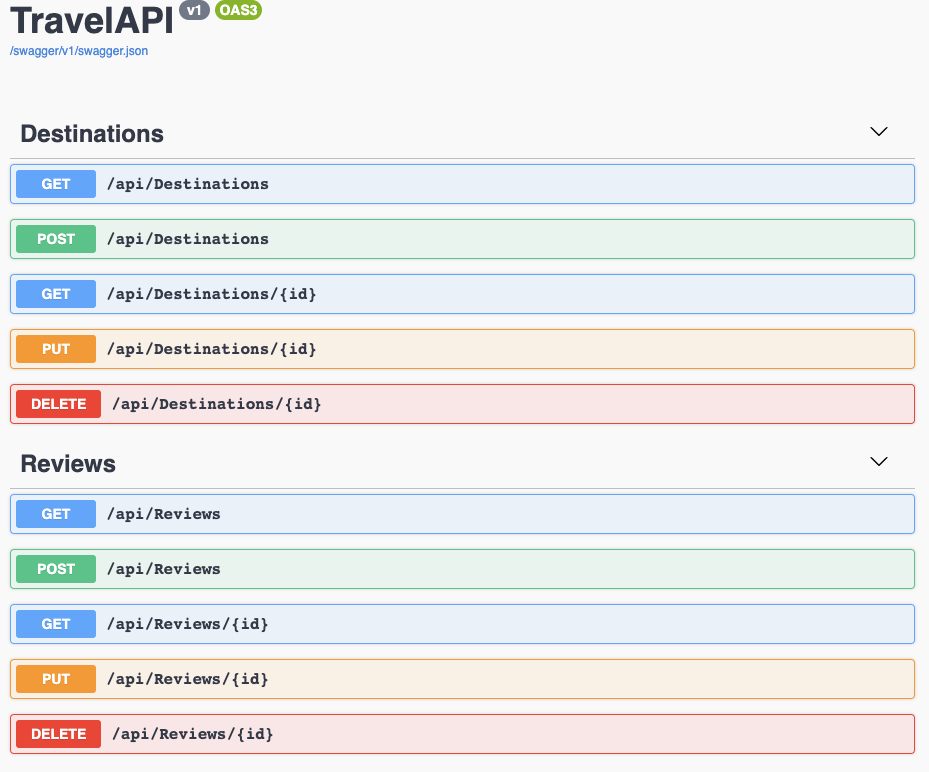 TravelAPI v1 OAS3
/swagger/v1/swagger.json
Destinations
GET /api/Destinations
POST /api/Destinations
GET /api/Destinations/{id}
PUT /api/Destinations/{id}
DELETE /api/Destinations/{id}
Reviews
GET /api/Reviews
POST /api/Reviews
GET /api/Reviews/{id}
PUT /api/Reviews/{id}
DELETE /api/Reviews/{id}